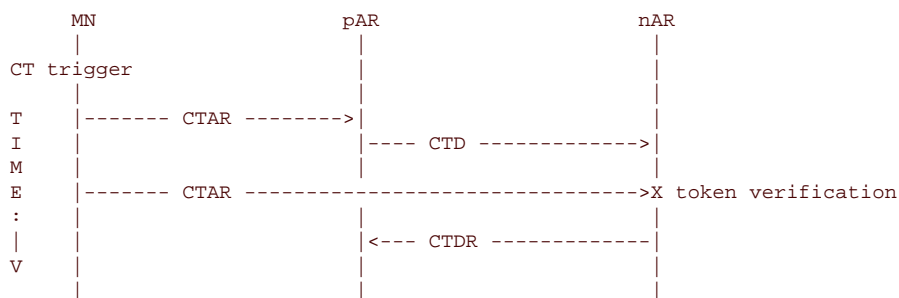 MN pAR nAR
| | |
CT trigger | |
| | |
T |------- CTAR -------->| |
I | |---- CTD ------------->|
M | | |
E |------- CTAR --------------------------------->X token verification
: | | |
| | |<--- CTDR -------------|
V | | |
| | |